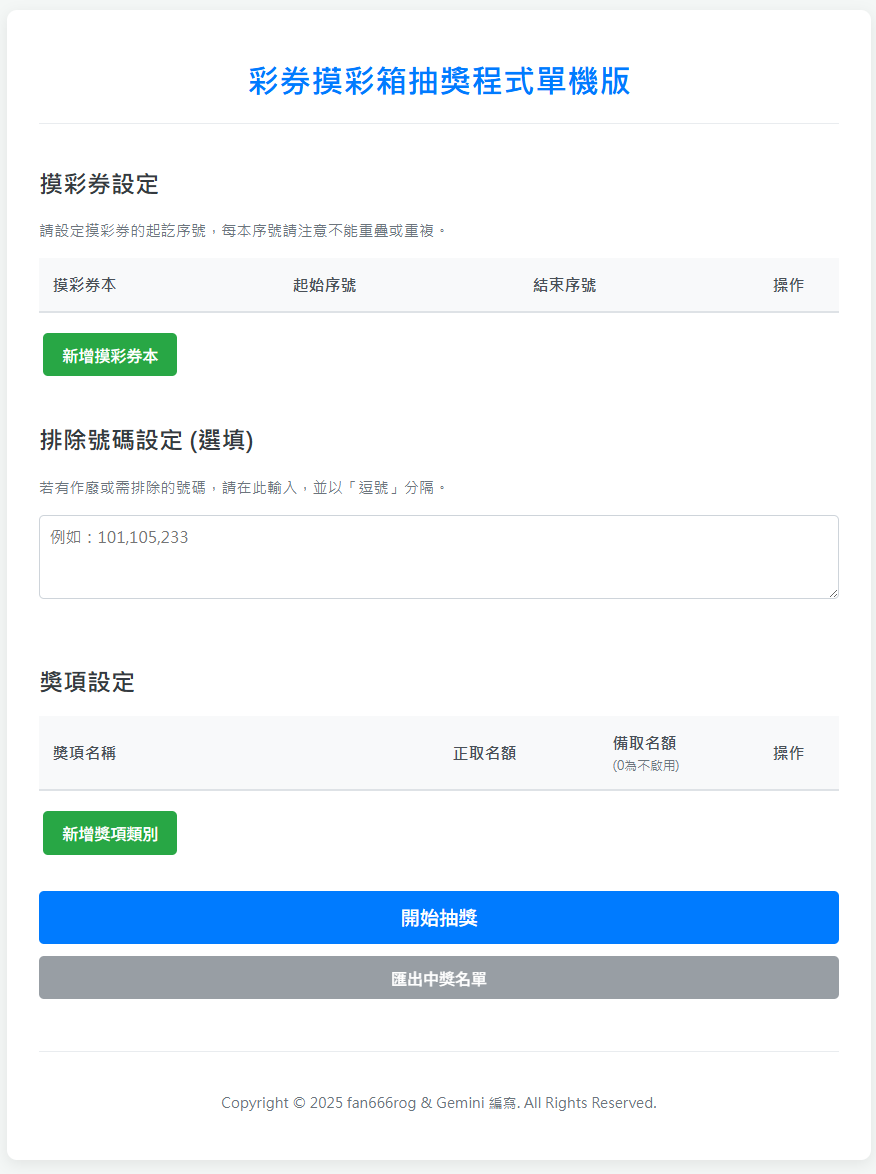 彩券摸彩箱抽獎程式單機版
摸彩券設定
請設定摸彩券的起訖序號，每本序號請注意不能重疊或重複。
摸彩券本 起始序號 結束序號 操作
新增摸彩券本
排除號碼設定 (選填)
若有作廢或需排除的號碼，請在此輸入，並以「逗號」分隔。
例如：101,105,233
獎項設定
獎項名稱 正取名額 備取名額 操作
(0為不啟用)
新增獎項類別
開始抽獎
匯出中獎名單
Copyright © 2025 fan666rog & Gemini 編寫. All Rights Reserved.